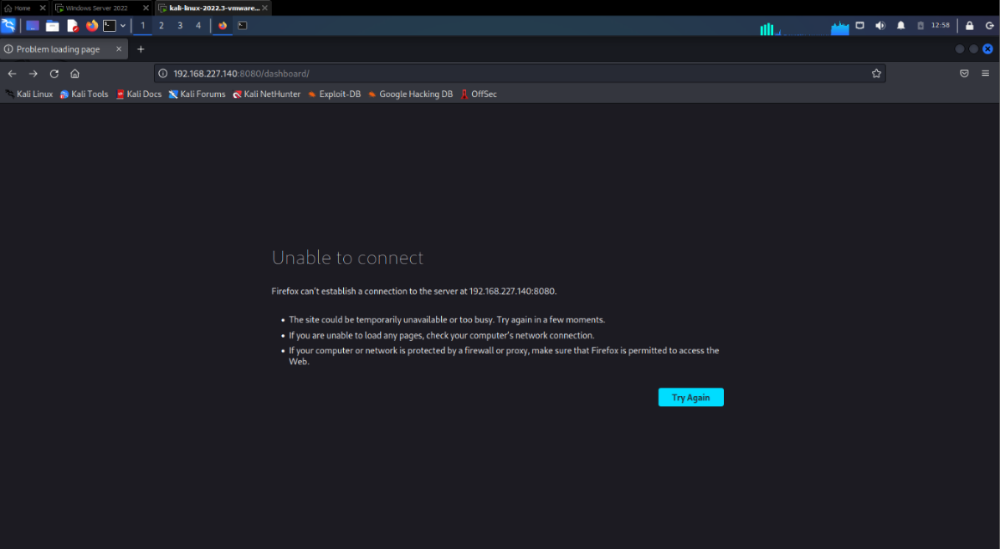 Home Windows Server 2022 kali-linux-2022.3-vmware...
1 2 3 4 12:58
Problem loading page
192.168.227.140:8080/dashboard/
Kali Linux Kali Tools Kali Docs Kali Forums Kali NetHunter Exploit-DB Google Hacking DB OffSec
Unable to connect
Firefox can't establish a connection to the server at 192.168.227.140:8080.
• The site could be temporarily unavailable or too busy. Try again in a few moments.
• If you are unable to load any pages, check your computer's network connection.
• If your computer or network is protected by a firewall or proxy, make sure that Firefox is permitted to access the
Web.
Try Again